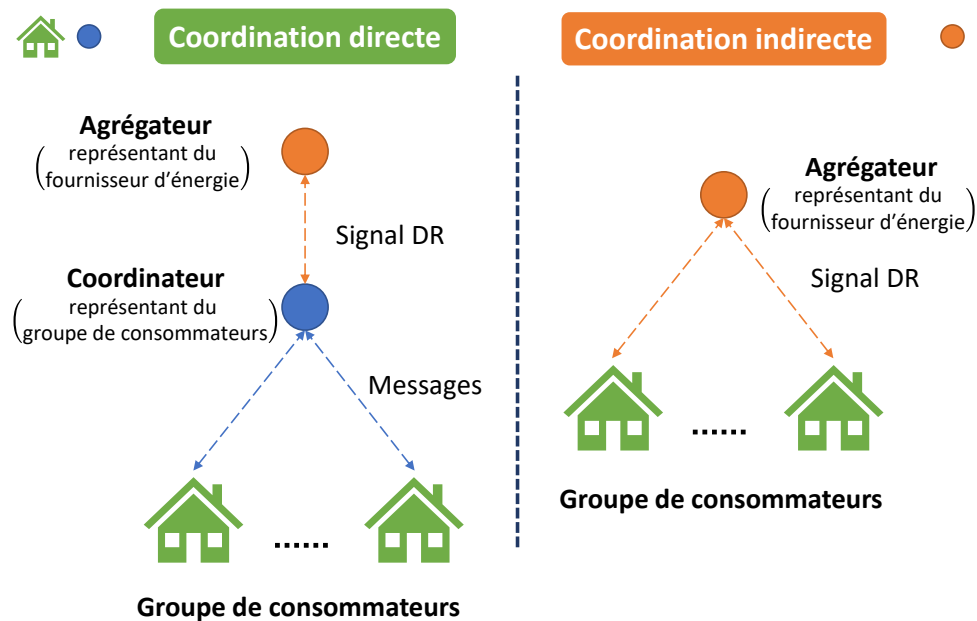 Coordination directe
Agrégateur
(représentant du
fournisseur d’énergie)
Signal DR
Coordinateur
(représentant du
groupe de consommateurs)
Messages
......
Groupe de consommateurs
Coordination indirecte
Agrégateur
(représentant du
fournisseur d’énergie)
Signal DR
......
Groupe de consommateurs